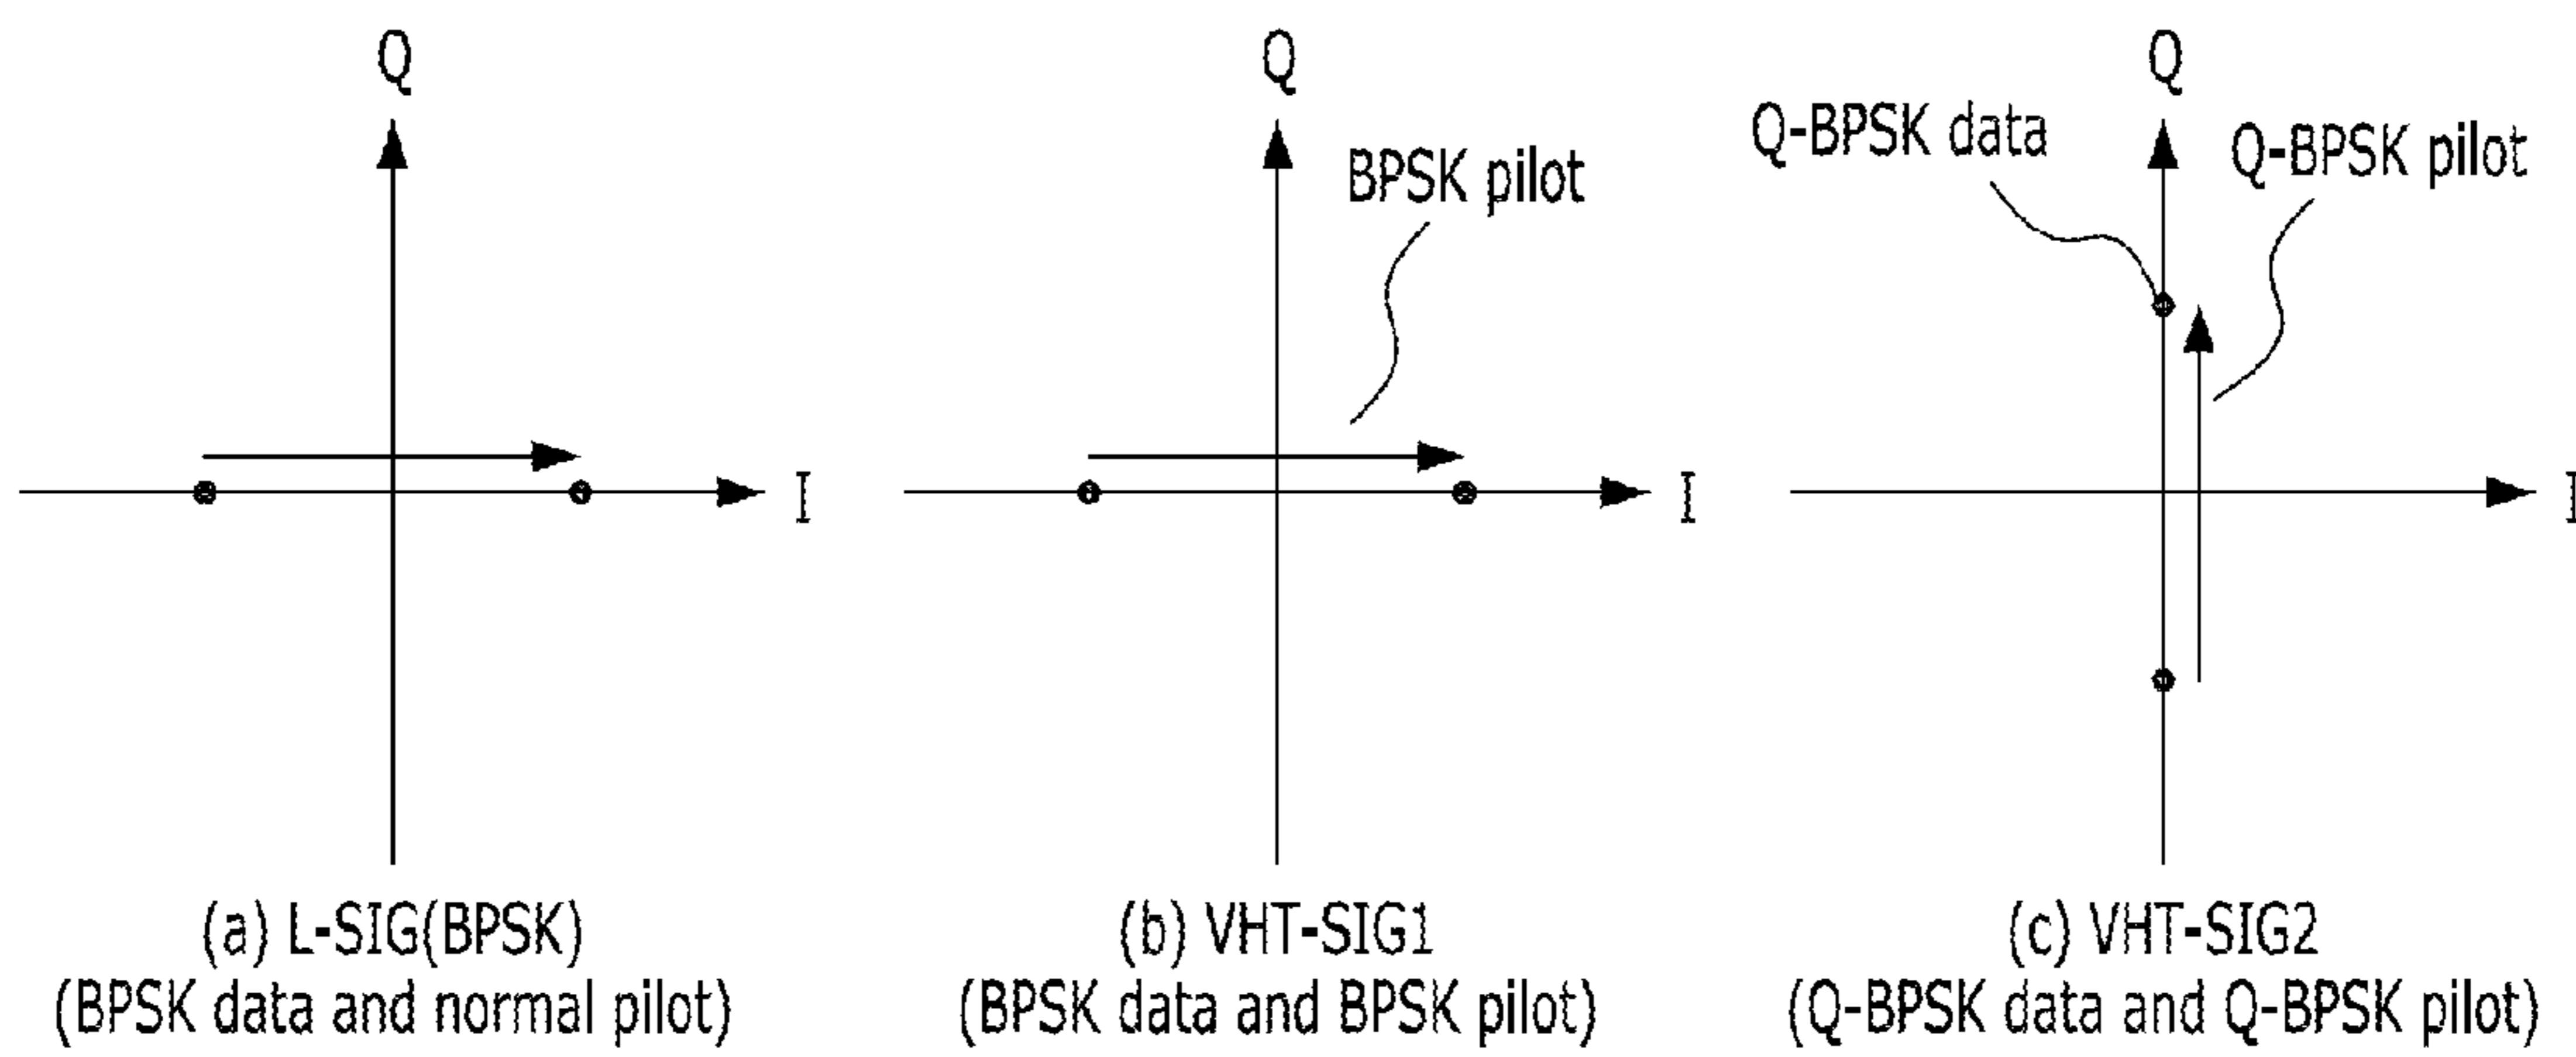 Q
I
(a) L-SIG(BPSK)
(BPSK data and normal pilot)
Q
BPSK pilot
I
(b) VHT-SIG1
(BPSK data and BPSK pilot)
Q
Q-BPSK data
Q-BPSK pilot
I
(c) VHT-SIG2
(Q-BPSK data and Q-BPSK pilot)